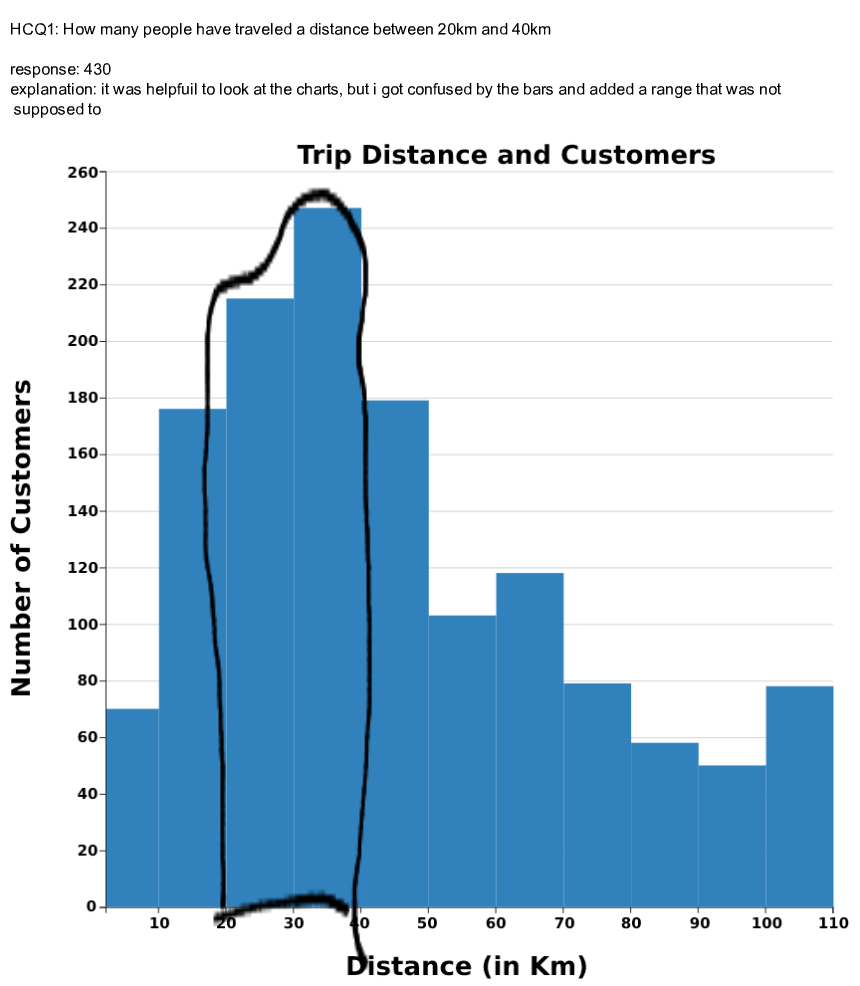 HCQ1: How many people have traveled a distance between 20km and 40km
response: 430
explanation: it was helpfuil to look at the charts, but i got confused by the bars and added a range that was not
supposed to
Trip Distance and Customers
260
240
220
200
180
160
140
120
100
80
60
40
20
0
Number of Customers
10 20 30 40 50 60 70 80 90 100 110
Distance (in Km)